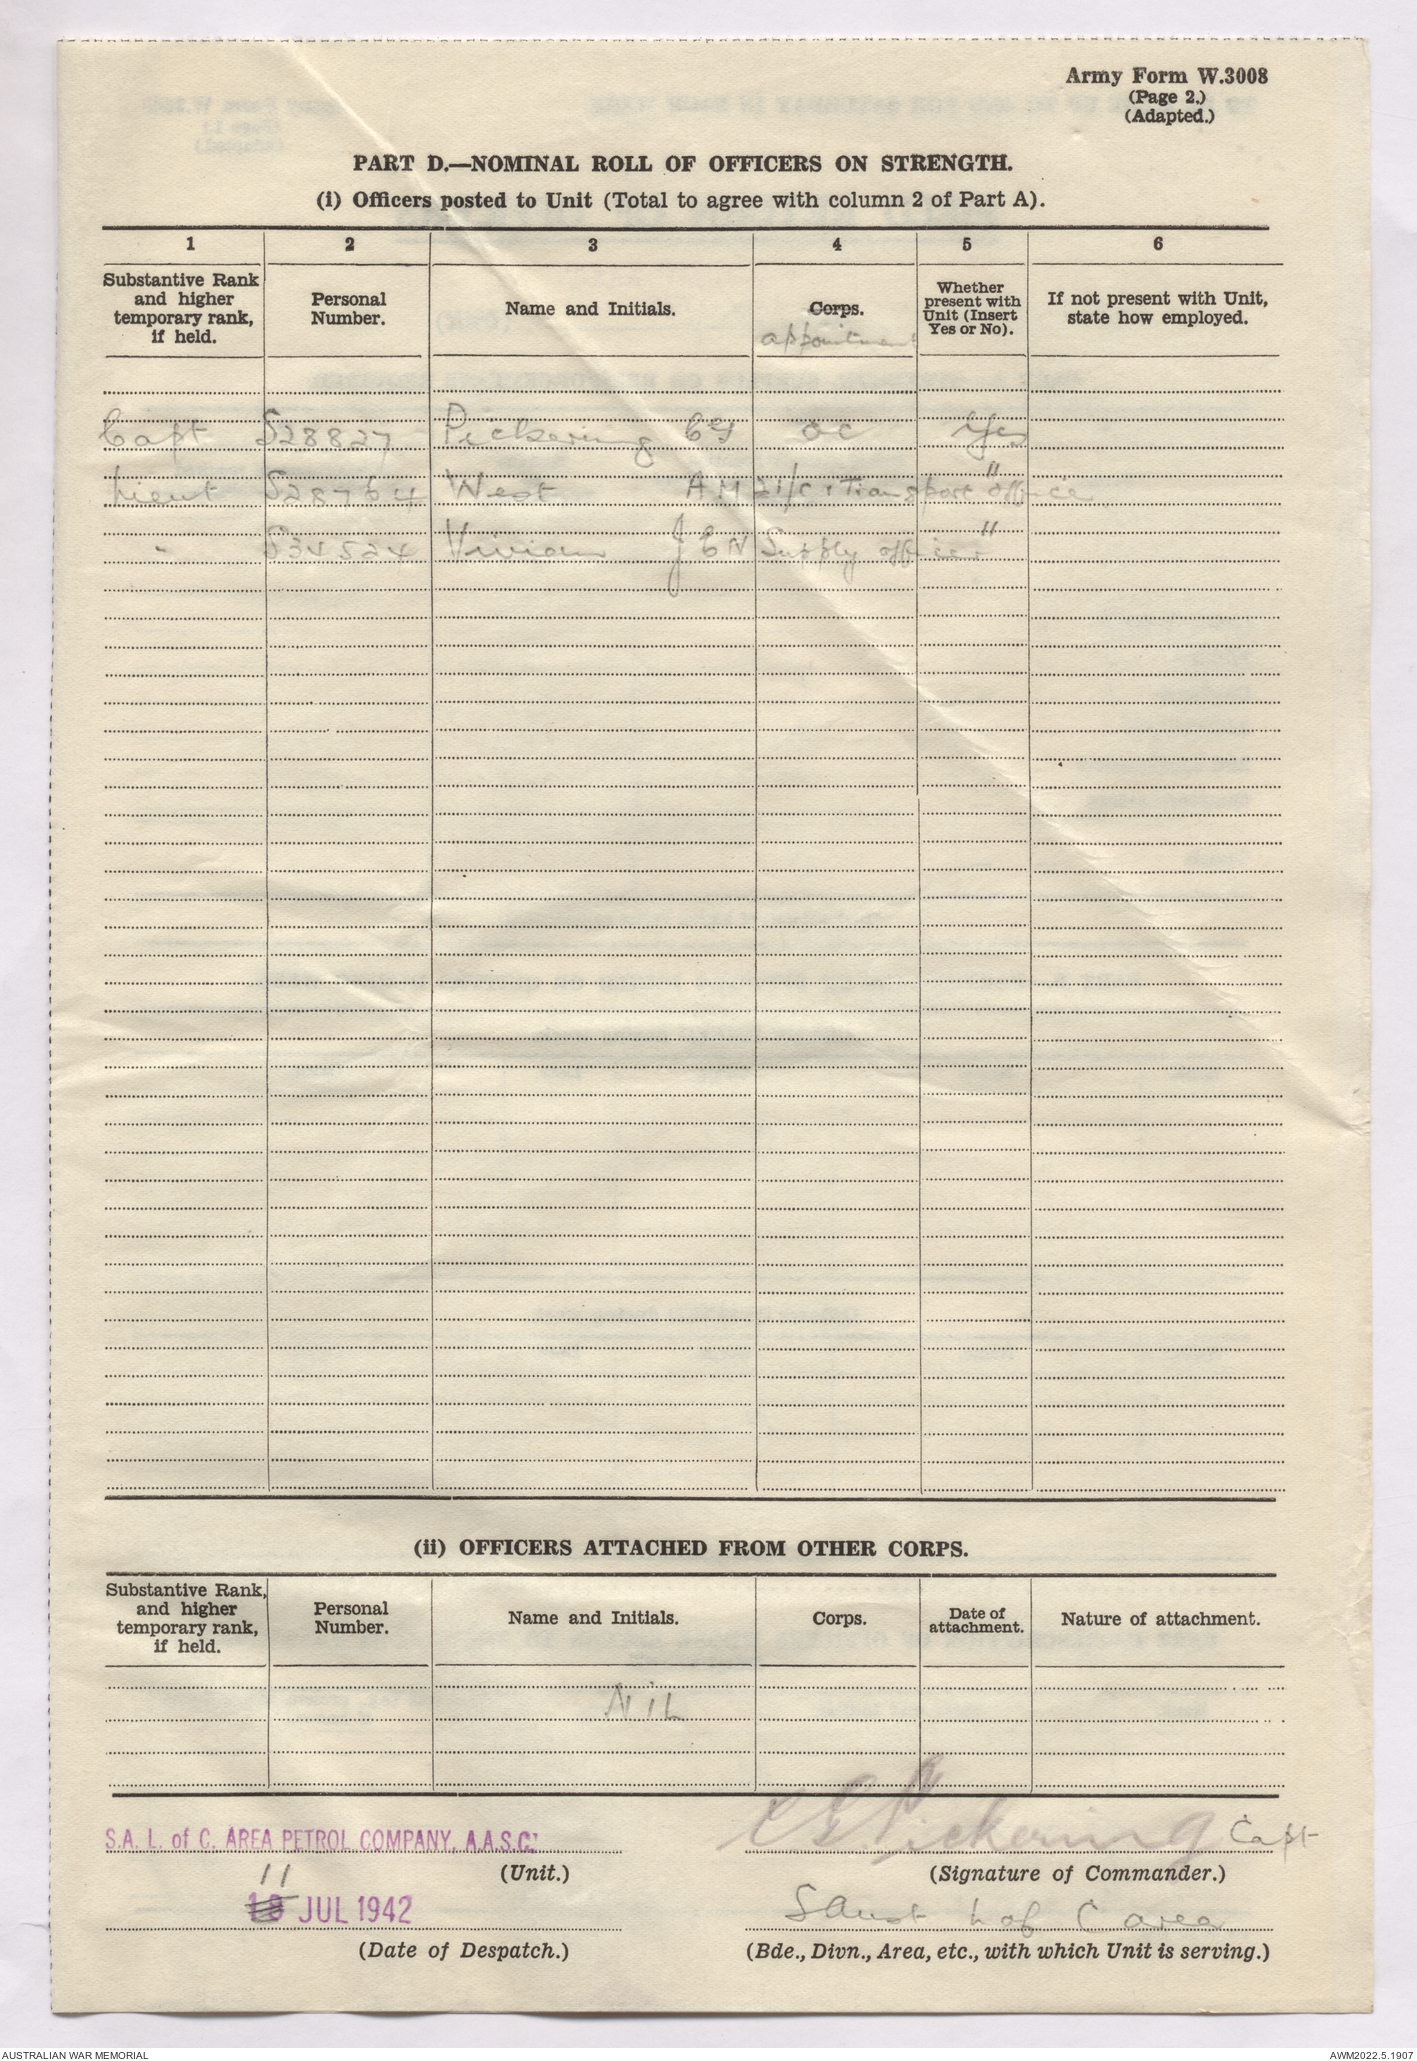 Army Form W.3008
(Page 2.)
(Adapted.)
PART D.—NOMINAL ROLL OF OFFICERS ON STRENGTH.
(i) Officers posted to Unit (Total to agree with column 2 of Part A).
1 2 3 4 5 6
Substantive Rank and higher temporary rank, if held. Personal Number. Name and Initials. Corps. appointment Whether present with Unit (Insert Yes or No). If not present with Unit, state how employed.
Capt S28827 Pickering CS OC Yes
Lieut S28764 West AM 2i/c & Transport officer "
" S34524 Vivian JCN Supply officer "
(ii) OFFICERS ATTACHED FROM OTHER CORPS.
Substantive Rank, and higher temporary rank, if held. Personal Number. Name and Initials. Corps. Date of attachment. Nature of attachment.
NIL
S.A. L. of C. AREA PETROL COMPANY, A.A.S.C. CS Pickering Capt
(Unit.) (Signature of Commander.)
11
JUL 1942 SAust L of C area
(Date of Despatch.) (Bde., Divn., Area, etc., with which Unit is serving.)
AUSTRALIAN WAR MEMORIAL AWM2022.5.1907